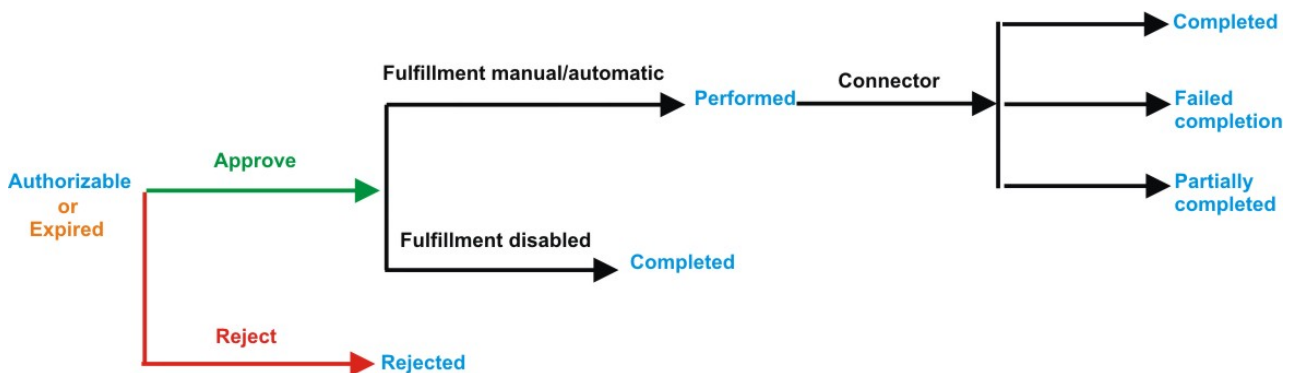 Completed
Fulfillment manual/automatic
Performed
Connector
Failed
completion
Approve
Authorizable
or
Expired
Partially
completed
Fulfillment disabled
Completed
Reject
Rejected